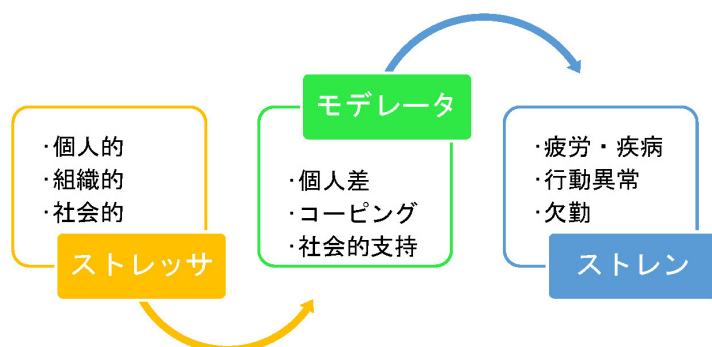 ・個人的
・組織的
・社会的
ストレッサ
モデレータ
・個人差
・コーピング
・社会的支持
・疲労・疾病
・行動異常
・欠勤
ストレン